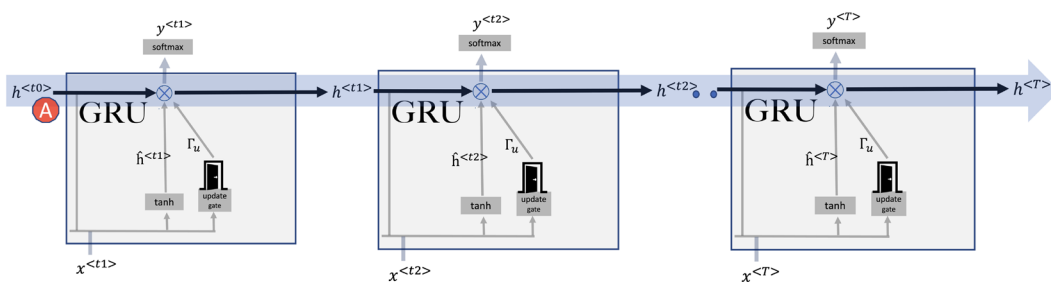 y<t1>
softmax
h<t0>
A
GRU
ĥ<t1>
Γu
tanh
update
gate
x<t1>
y<t2>
softmax
h<t1>
GRU
ĥ<t2>
Γu
tanh
update
gate
x<t2>
y<T>
softmax
h<t2>
GRU
ĥ<T>
Γu
tanh
update
gate
x<T>
h<T>